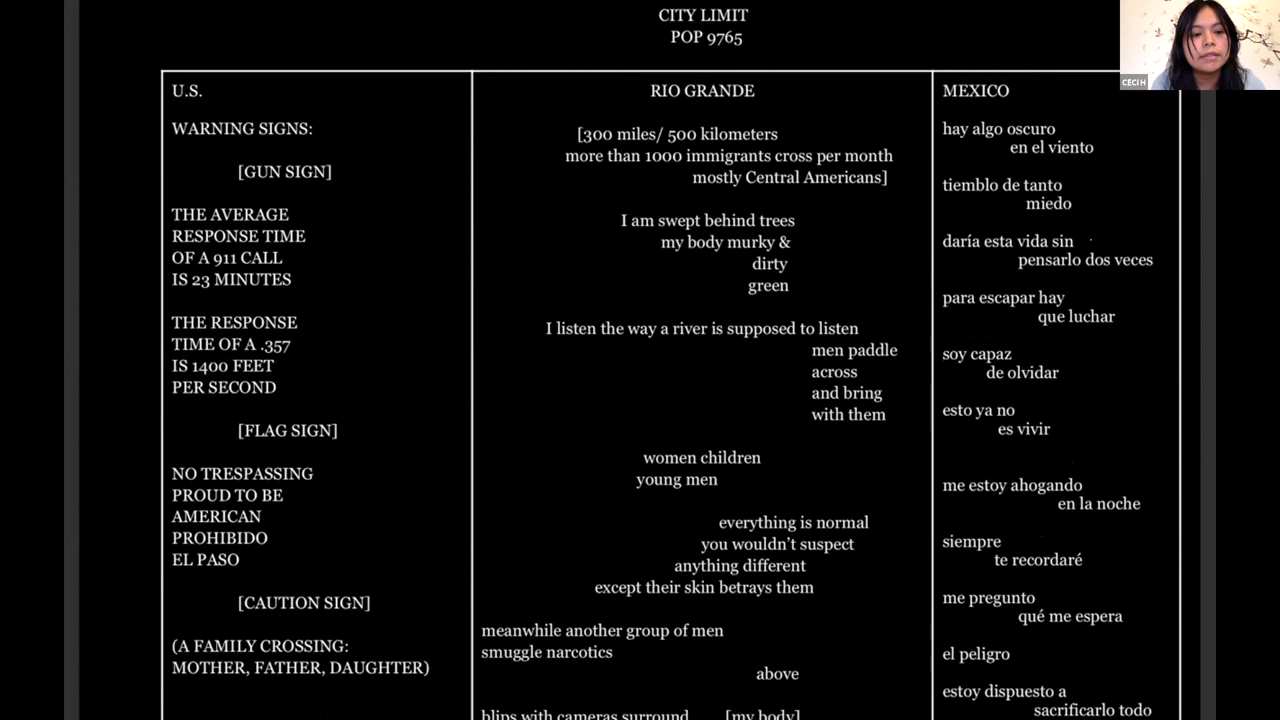 CITY LIMIT
POP 9765
U.S.
WARNING SIGNS:
[GUN SIGN]
THE AVERAGE
RESPONSE TIME
OF A 911 CALL
IS 23 MINUTES
THE RESPONSE
TIME OF A .357
IS 1400 FEET
PER SECOND
[FLAG SIGN]
NO TRESPASSING
PROUD TO BE
AMERICAN
PROHIBIDO
EL PASO
[CAUTION SIGN]
(A FAMILY CROSSING:
MOTHER, FATHER, DAUGHTER)
RIO GRANDE
[300 miles/ 500 kilometers
more than 1000 immigrants cross per month
mostly Central Americans]
I am swept behind trees
my body murky &
dirty
green
I listen the way a river is supposed to listen
men paddle
across
and bring
with them
women children
young men
everything is normal
you wouldn’t suspect
anything different
except their skin betrays them
meanwhile another group of men
smuggle narcotics
above
blips with cameras surround [my body]
MEXICO
hay algo oscuro
en el viento
tiemblo de tanto
miedo
daría esta vida sin
pensarlo dos veces
para escapar hay
que luchar
soy capaz
de olvidar
esto ya no
es vivir
me estoy ahogando
en la noche
siempre
te recordaré
me pregunto
qué me espera
el peligro
estoy dispuesto a
sacrificarlo todo
CECI H